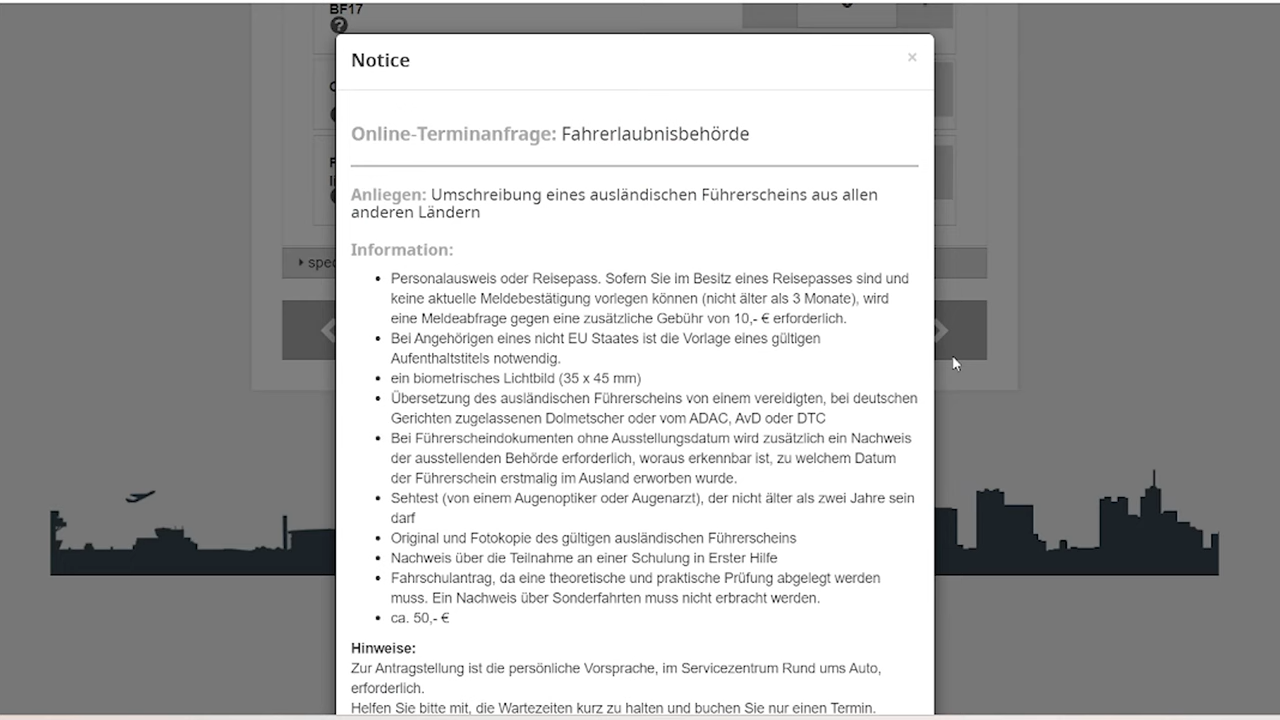 BF17
Notice
×
Online-Terminanfrage: Fahrerlaubnisbehörde
Anliegen: Umschreibung eines ausländischen Führerscheins aus allen
anderen Ländern
Information:
• Personalausweis oder Reisepass. Sofern Sie im Besitz eines Reisepasses sind und
keine aktuelle Meldebestätigung vorlegen können (nicht älter als 3 Monate), wird
eine Meldeabfrage gegen eine zusätzliche Gebühr von 10,- € erforderlich.
• Bei Angehörigen eines nicht EU Staates ist die Vorlage eines gültigen
Aufenthaltstitels notwendig.
• ein biometrisches Lichtbild (35 x 45 mm)
• Übersetzung des ausländischen Führerscheins von einem vereidigten, bei deutschen
Gerichten zugelassenen Dolmetscher oder vom ADAC, AvD oder DTC
• Bei Führerscheindokumenten ohne Ausstellungsdatum wird zusätzlich ein Nachweis
der ausstellenden Behörde erforderlich, woraus erkennbar ist, zu welchem Datum
der Führerschein erstmalig im Ausland erworben wurde.
• Sehtest (von einem Augenoptiker oder Augenarzt), der nicht älter als zwei Jahre sein
darf
• Original und Fotokopie des gültigen ausländischen Führerscheins
• Nachweis über die Teilnahme an einer Schulung in Erster Hilfe
• Fahrschulantrag, da eine theoretische und praktische Prüfung abgelegt werden
muss. Ein Nachweis über Sonderfahrten muss nicht erbracht werden.
• ca. 50,- €
Hinweise:
Zur Antragstellung ist die persönliche Vorsprache, im Servicezentrum Rund ums Auto,
erforderlich.
Helfen Sie bitte mit, die Wartezeiten kurz zu halten und buchen Sie nur einen Termin.